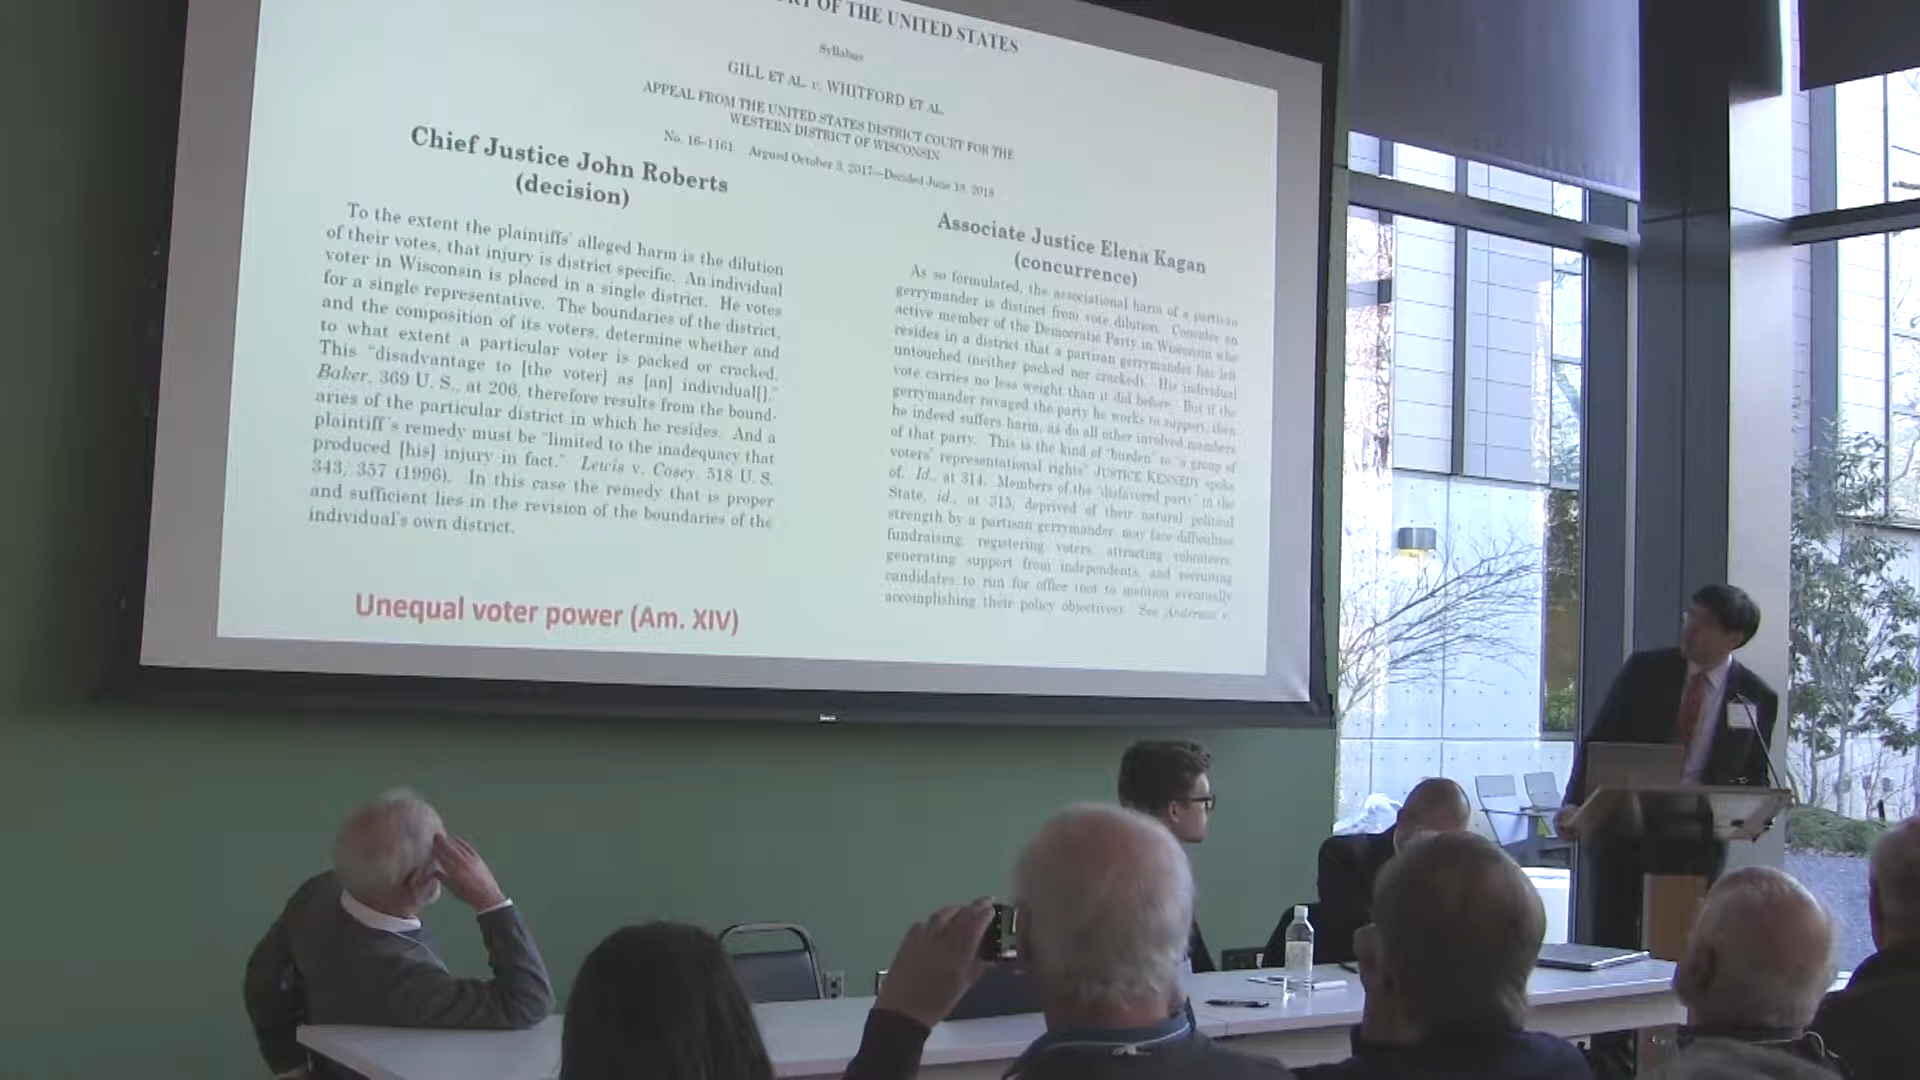 RT OF THE UNITED STATES
Syllabus
GILL ET AL. v. WHITFORD ET AL.
APPEAL FROM THE UNITED STATES DISTRICT COURT FOR THE
WESTERN DISTRICT OF WISCONSIN
No. 16–1161 Argued October 3, 2017—Decided June 18, 2018
Chief Justice John Roberts
(decision)
To the extent the plaintiffs' alleged harm is the dilution
of their votes, that injury is district specific. An individual
voter in Wisconsin is placed in a single district. He votes
for a single representative. The boundaries of the district,
and the composition of its voters, determine whether and
to what extent a particular voter is packed or cracked.
This "disadvantage to [the voter] as [an] individual[],"
Baker, 369 U. S., at 206, therefore results from the bound-
aries of the particular district in which he resides. And a
plaintiff's remedy must be "limited to the inadequacy that
produced [his] injury in fact." Lewis v. Casey, 518 U. S.
343, 357 (1996). In this case the remedy that is proper
and sufficient lies in the revision of the boundaries of the
individual's own district.
Unequal voter power (Am. XIV)
Associate Justice Elena Kagan
(concurrence)
As so formulated, the associational harm of a partisan
gerrymander is distinct from vote dilution. Consider an
active member of the Democratic Party in Wisconsin who
resides in a district that a partisan gerrymander has left
untouched (neither packed nor cracked). His individual
vote carries no less weight than it did before. But if the
gerrymander ravaged the party he works to support, then
he indeed suffers harm, as do all other involved members
of that party. This is the kind of "burden" to "a group of
voters' representational rights" JUSTICE KENNEDY spoke
of. Id., at 314. Members of the "disfavored party" in the
State, id., at 315, deprived of their natural political
strength by a partisan gerrymander, may face difficulties
fundraising, registering voters, attracting volunteers,
generating support from independents, and recruiting
candidates to run for office (not to mention eventually
accomplishing their policy objectives). See Anderson v.